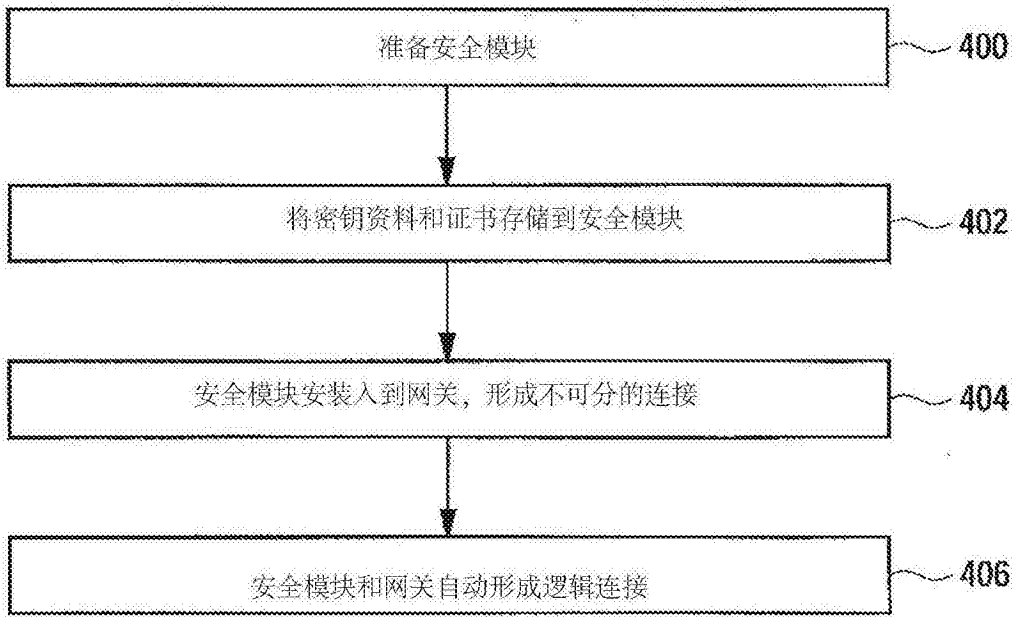 准备安全模块
400
将密钥资料和证书存储到安全模块
402
安全模块安装入到网关，形成不可分的连接
404
安全模块和网关自动形成逻辑连接
406